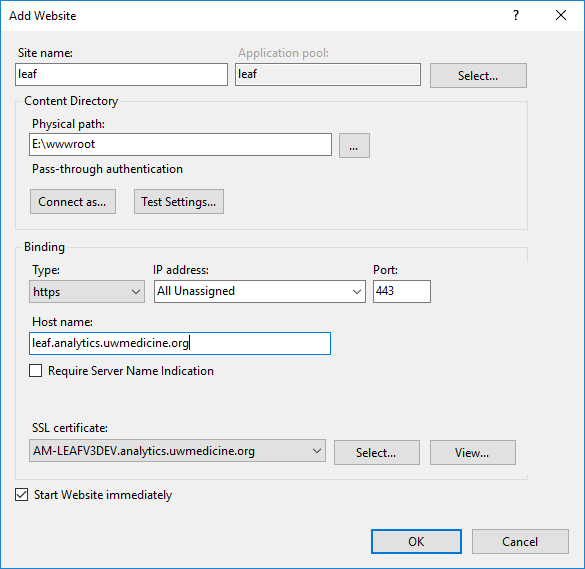 Add Website
?
Site name:
Application pool:
leaf
leaf
Select...
Content Directory
Physical path:
E:\wwwroot
...
Pass-through authentication
Connect as...
Test Settings...
Binding
Type:
IP address:
Port:
https
All Unassigned
443
Host name:
leaf.analytics.uwmedicine.org
Require Server Name Indication
SSL certificate:
AM-LEAFV3DEV.analytics.uwmedicine.org
Select...
View...
Start Website immediately
OK
Cancel